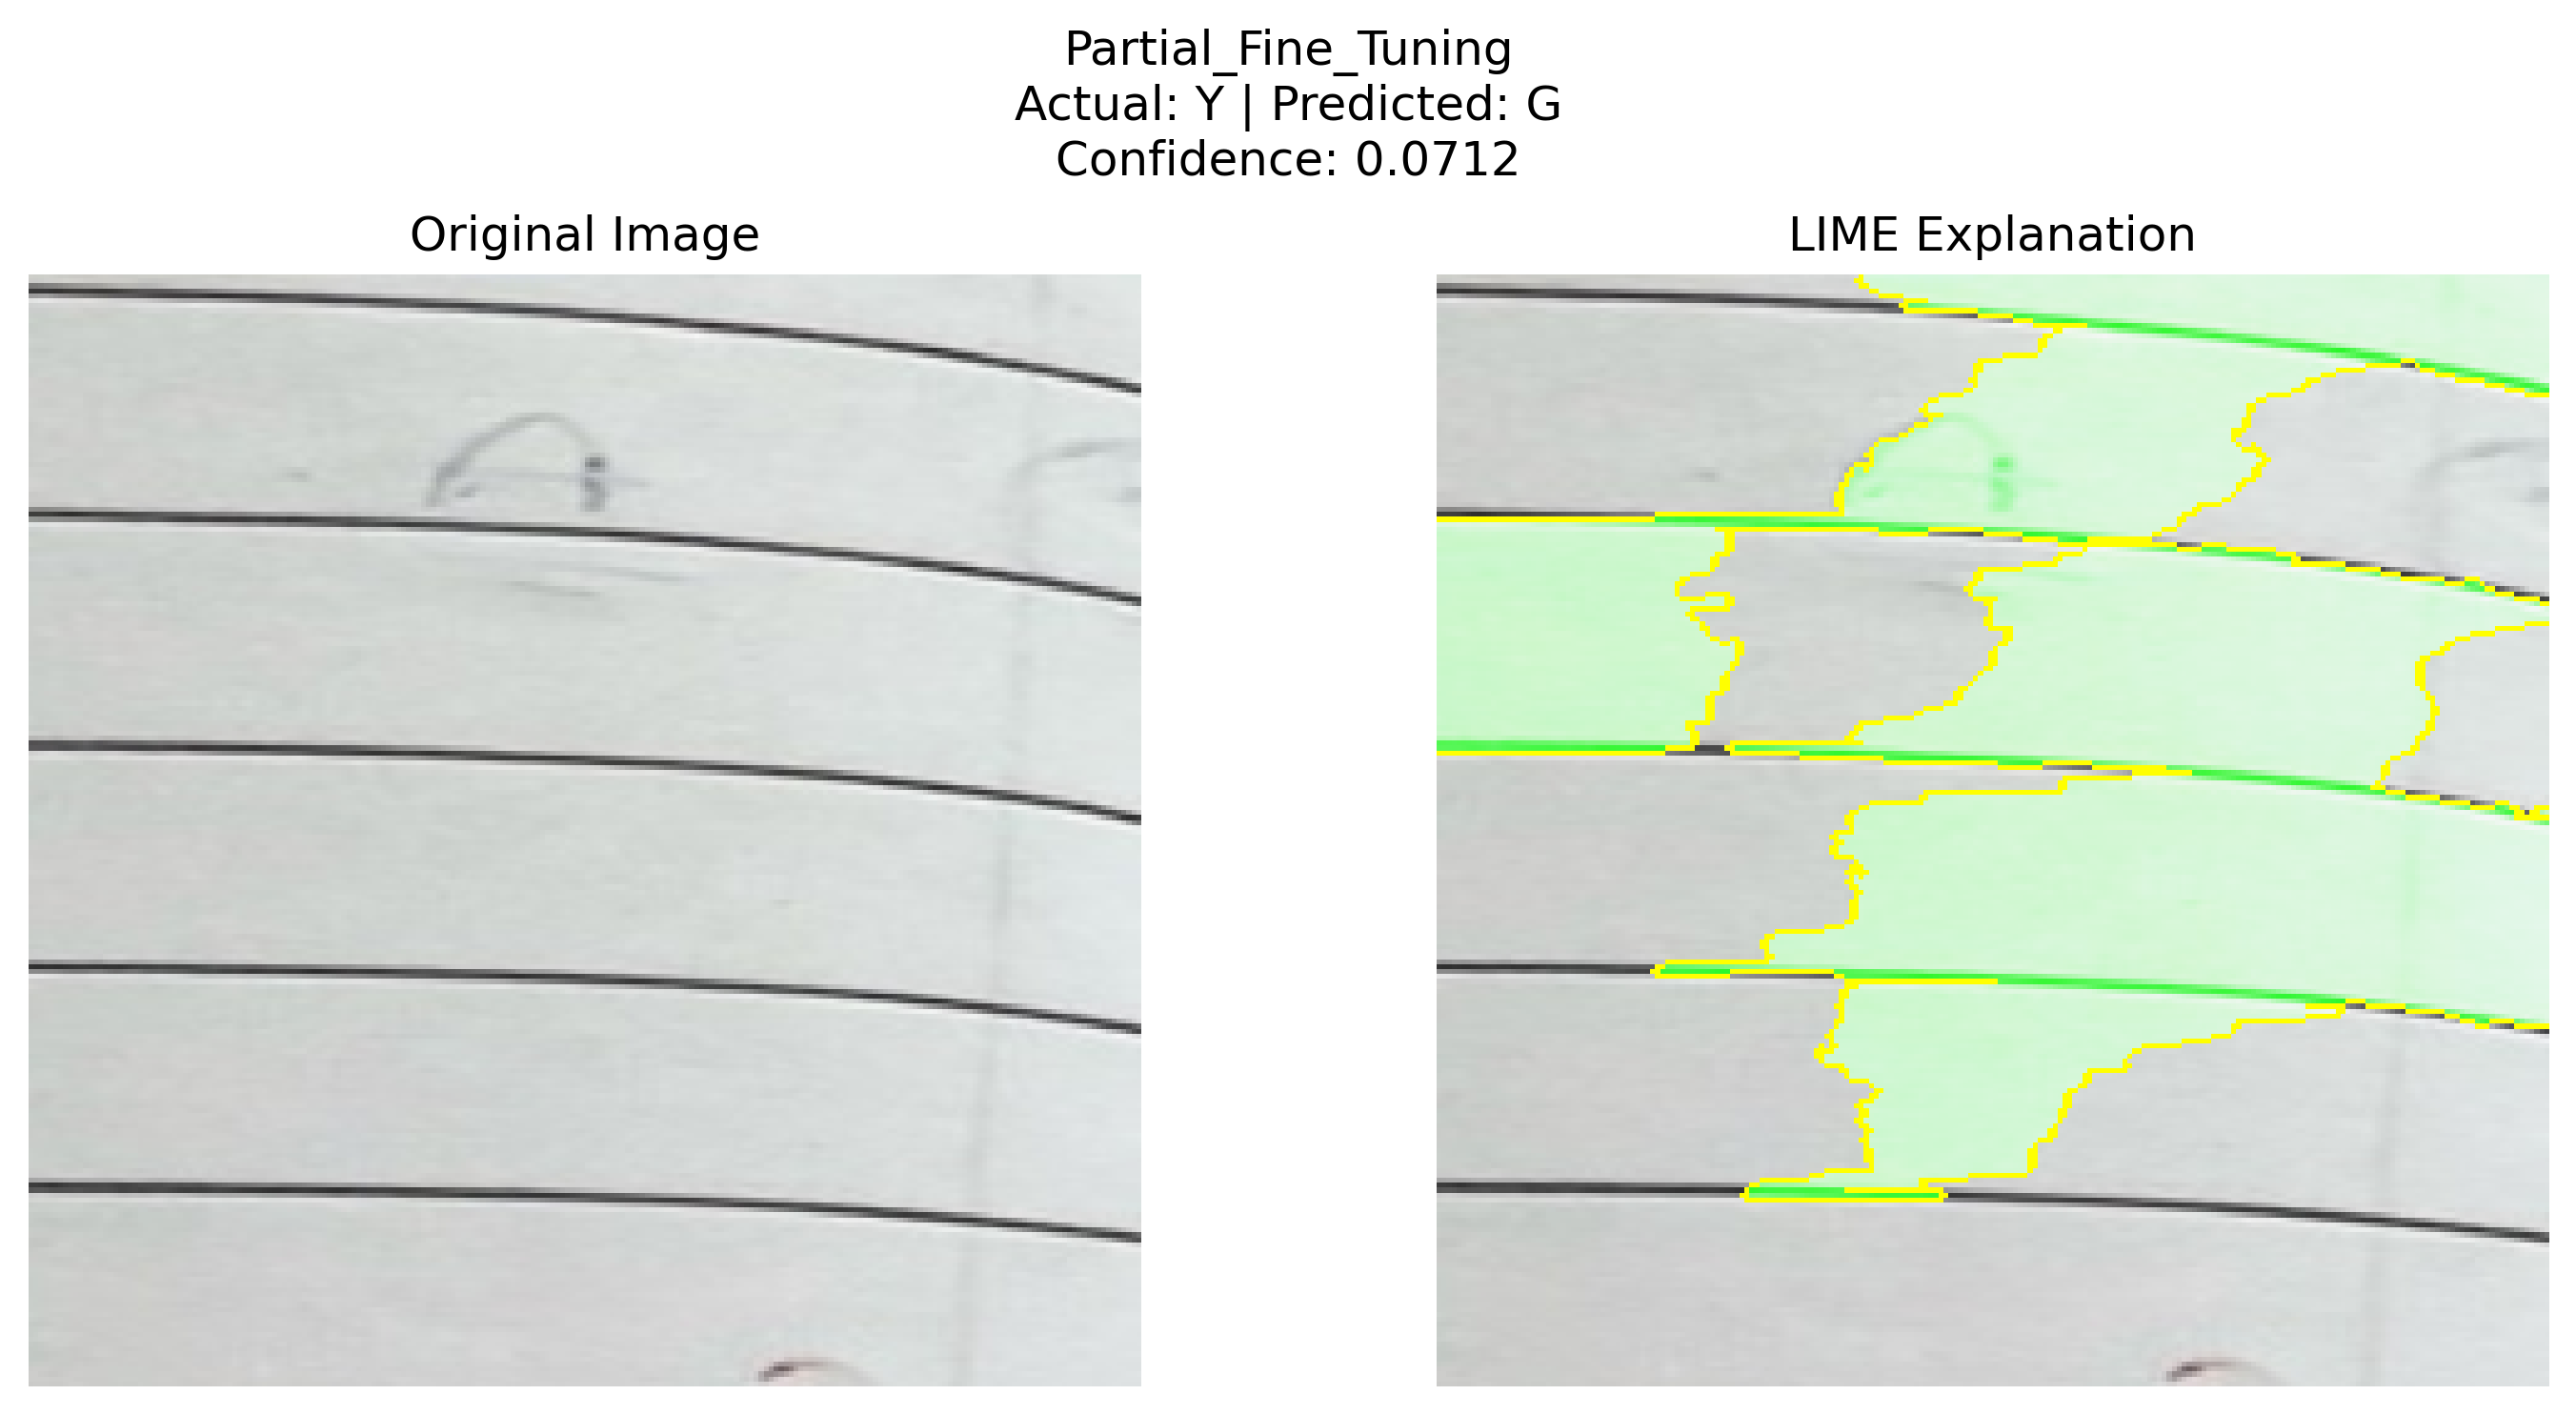 Partial_Fine_Tuning
Actual: Y | Predicted: G
Confidence: 0.0712
Original Image
LIME Explanation